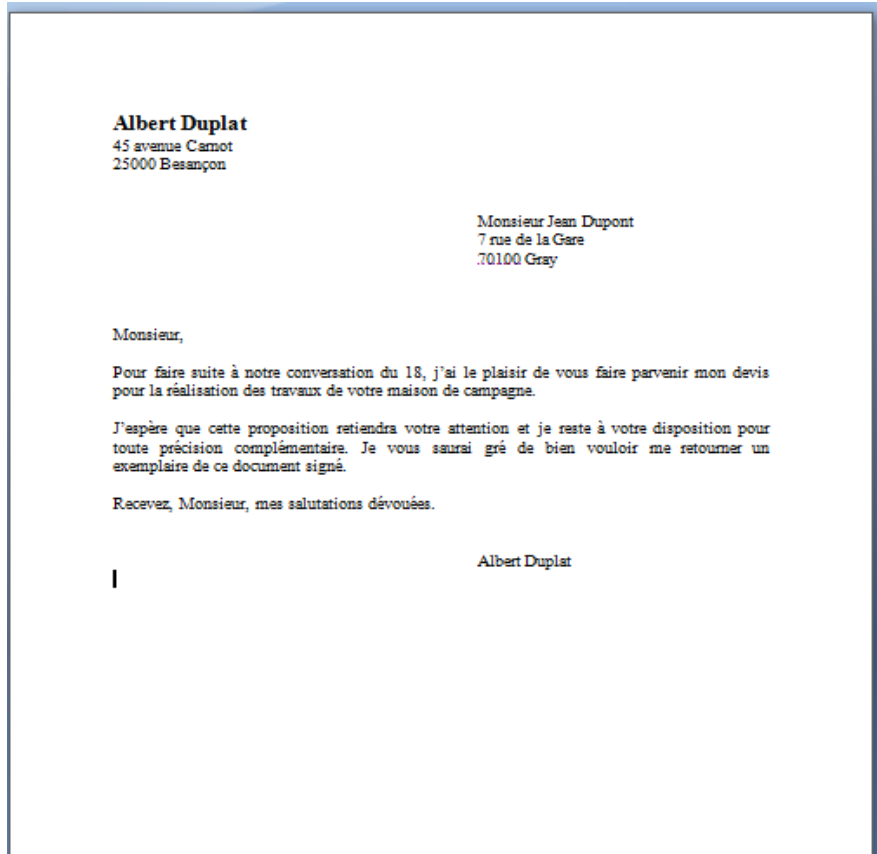 Albert Duplat
45 avenue Carnot
25000 Besançon
Monsieur Jean Dupont
7 rue de la Gare
70100 Gray
Monsieur,
Pour faire suite à notre conversation du 18, j’ai le plaisir de vous faire parvenir mon devis
pour la réalisation des travaux de votre maison de campagne.
J’espère que cette proposition retiendra votre attention et je reste à votre disposition pour
toute précision complémentaire. Je vous saurai gré de bien vouloir me retourner un
exemplaire de ce document signé.
Recevez, Monsieur, mes salutations dévouées.
Albert Duplat